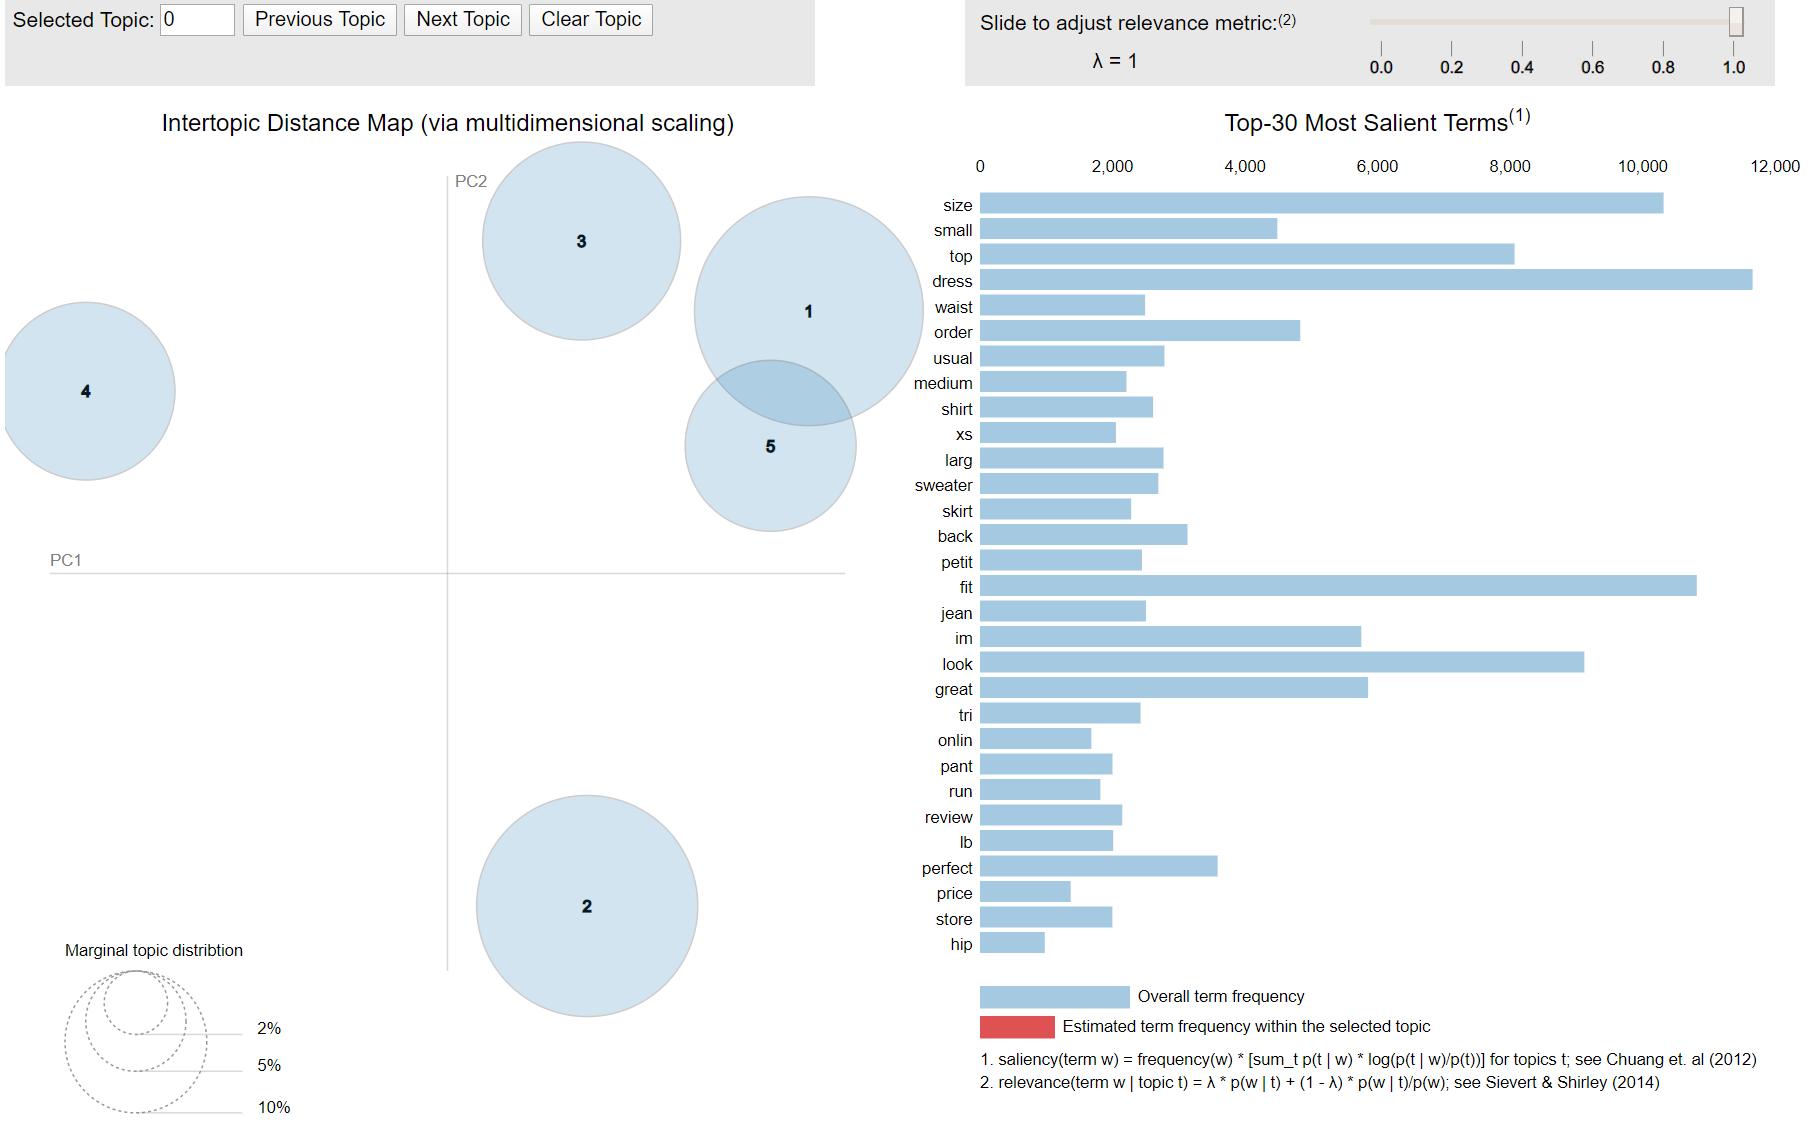 Selected Topic: 0 Previous Topic Next Topic Clear Topic
Slide to adjust relevance metric:(2)
λ = 1
0.0 0.2 0.4 0.6 0.8 1.0
Intertopic Distance Map (via multidimensional scaling)
PC2
PC1
3
1
4
5
2
Marginal topic distribtion
2%
5%
10%
Top-30 Most Salient Terms(1)
0 2,000 4,000 6,000 8,000 10,000 12,000
size
small
top
dress
waist
order
usual
medium
shirt
xs
larg
sweater
skirt
back
petit
fit
jean
im
look
great
tri
onlin
pant
run
review
lb
perfect
price
store
hip
Overall term frequency
Estimated term frequency within the selected topic
1. saliency(term w) = frequency(w) * [sum_t p(t | w) * log(p(t | w)/p(t))] for topics t; see Chuang et. al (2012)
2. relevance(term w | topic t) = λ * p(w | t) + (1 - λ) * p(w | t)/p(w); see Sievert & Shirley (2014)